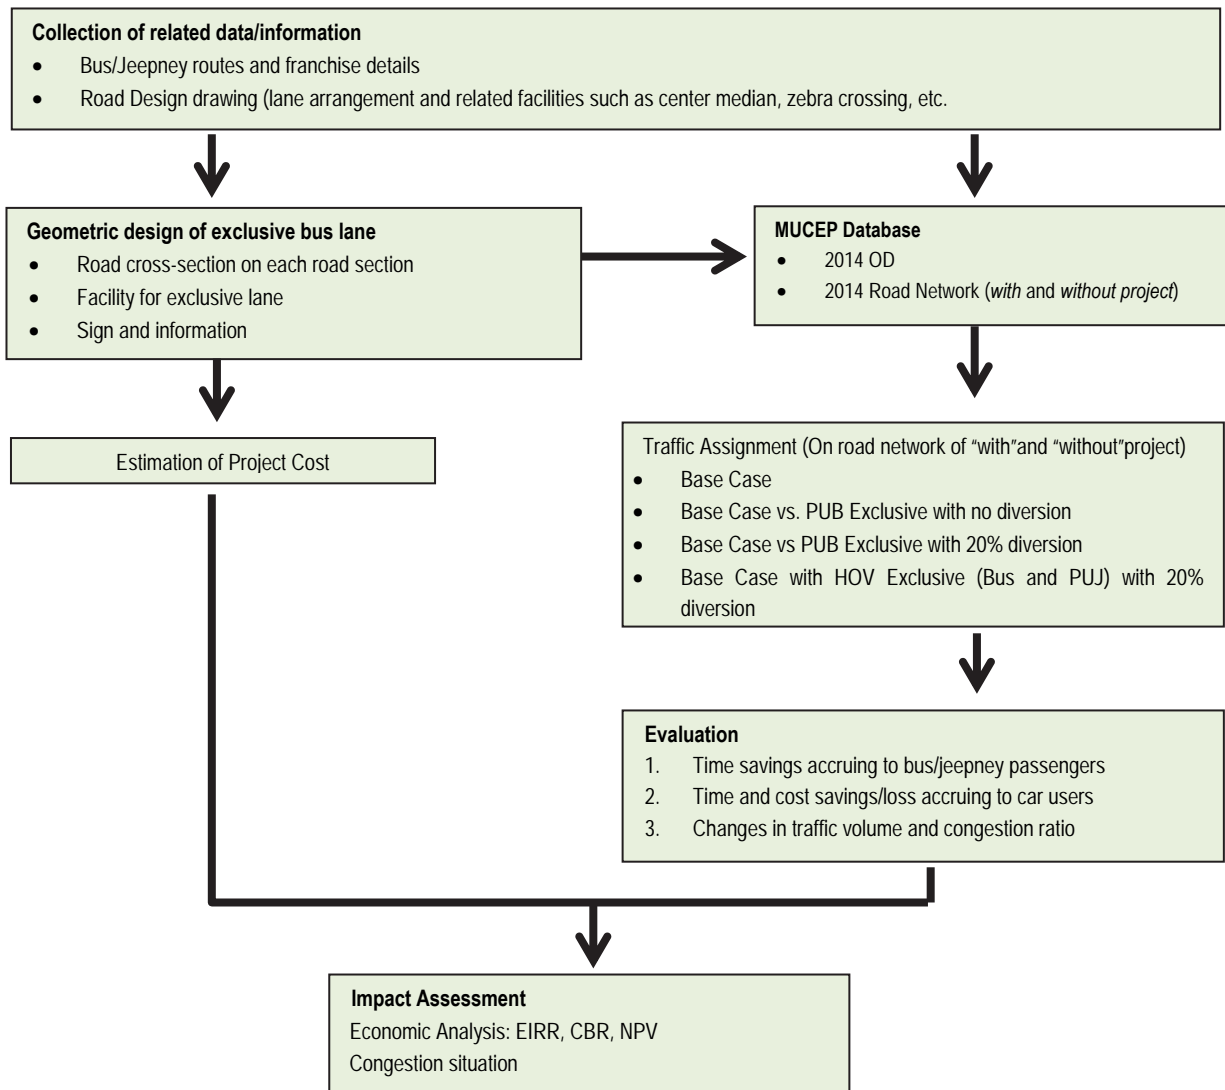 Collection of related data/information
• Bus/Jeepney routes and franchise details
• Road Design drawing (lane arrangement and related facilities such as center median, zebra crossing, etc.
Geometric design of exclusive bus lane
• Road cross-section on each road section
• Facility for exclusive lane
• Sign and information
MUCEP Database
• 2014 OD
• 2014 Road Network (with and without project)
Estimation of Project Cost
Traffic Assignment (On road network of “with”and “without”project)
• Base Case
• Base Case vs. PUB Exclusive with no diversion
• Base Case vs PUB Exclusive with 20% diversion
• Base Case with HOV Exclusive (Bus and PUJ) with 20%
diversion
Evaluation
1. Time savings accruing to bus/jeepney passengers
2. Time and cost savings/loss accruing to car users
3. Changes in traffic volume and congestion ratio
Impact Assessment
Economic Analysis: EIRR, CBR, NPV
Congestion situation